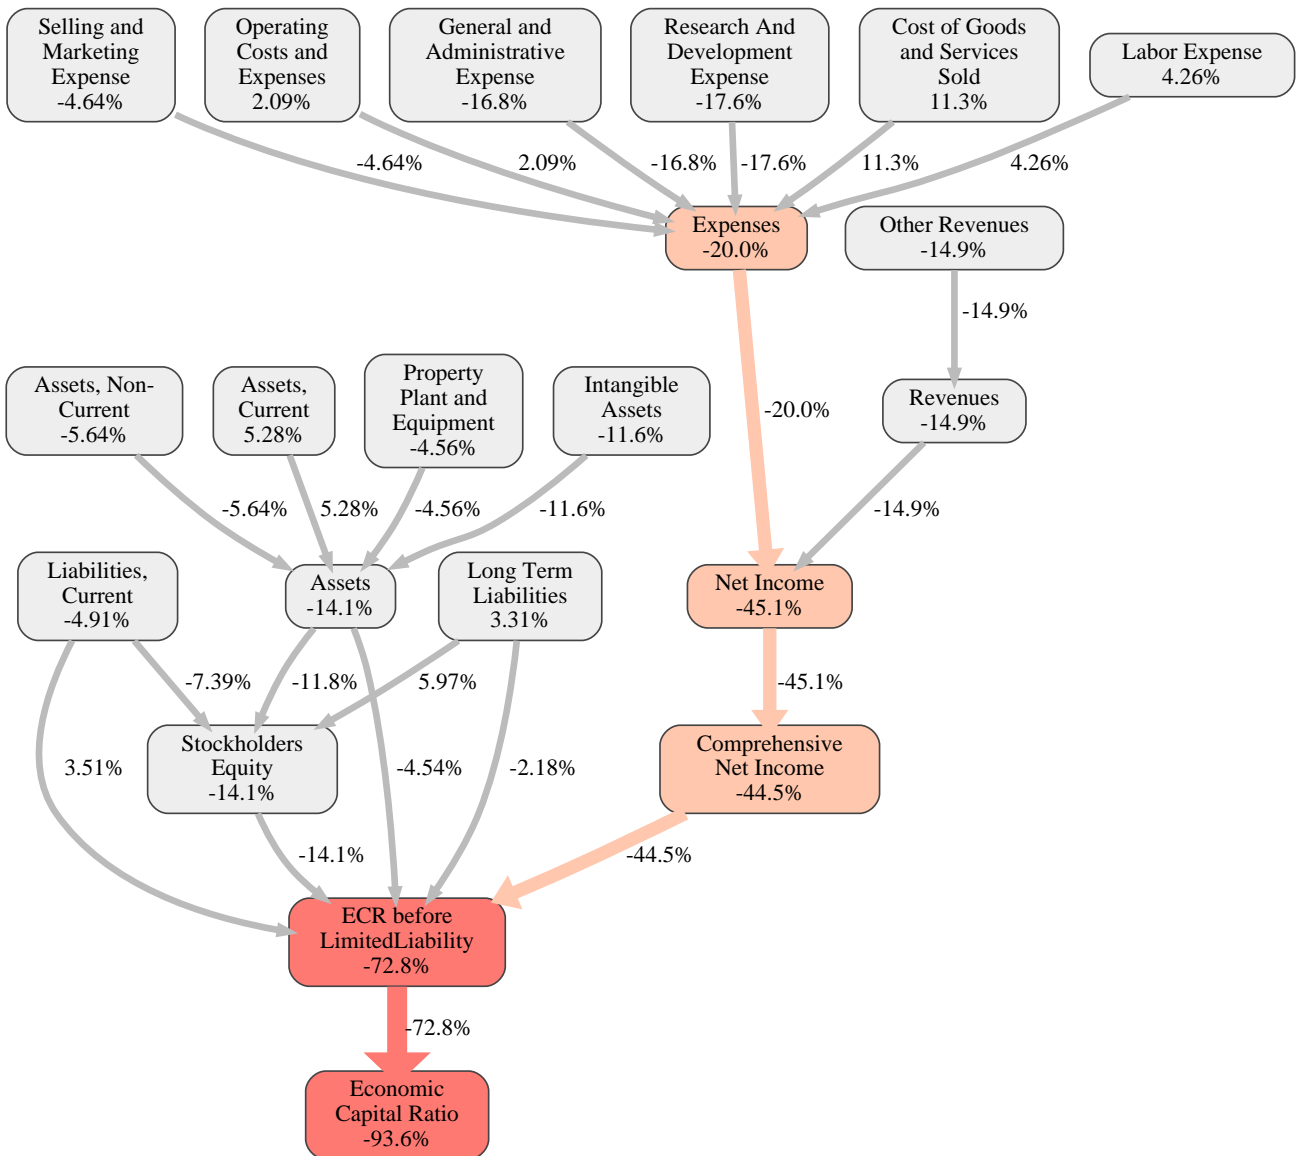 Selling and
Marketing
Expense
-4.64%
Operating
Costs and
Expenses
2.09%
General and
Administrative
Expense
-16.8%
Research And
Development
Expense
-17.6%
Cost of Goods
and Services
Sold
11.3%
Labor Expense
4.26%
-4.64%
2.09%
-16.8%
-17.6%
11.3%
4.26%
Expenses
-20.0%
Other Revenues
-14.9%
-14.9%
Assets, Non-
Current
-5.64%
Assets,
Current
5.28%
Property
Plant and
Equipment
-4.56%
Intangible
Assets
-11.6%
-20.0%
Revenues
-14.9%
-5.64%
5.28%
-4.56%
-11.6%
-14.9%
Liabilities,
Current
-4.91%
Assets
-14.1%
Long Term
Liabilities
3.31%
Net Income
-45.1%
-7.39%
-11.8%
5.97%
-45.1%
3.51%
Stockholders
Equity
-14.1%
-4.54%
-2.18%
Comprehensive
Net Income
-44.5%
-14.1%
-44.5%
ECR before
LimitedLiability
-72.8%
-72.8%
Economic
Capital Ratio
-93.6%